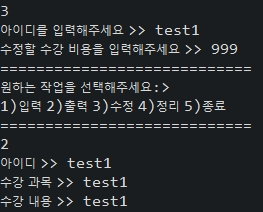 3
아이디를 입력해주세요 >> test1
수정할 수강 비용을 입력해주세요 >> 999
============================
원하는 작업을 선택해주세요:>
1)입력 2)출력 3)수정 4)정리 5)종료
============================
2
아이디 >> test1
수강 과목 >> test1
수강 내용 >> test1